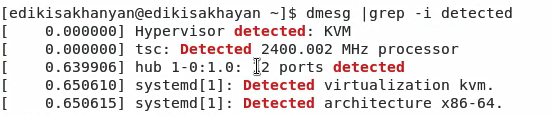 [edikisakhanyan@edikisakhayan ~]$ dmesg |grep -i detected
[    0.000000] Hypervisor detected: KVM
[    0.000000] tsc: Detected 2400.002 MHz processor
[    0.639906] hub 1-0:1.0: 12 ports detected
[    0.650610] systemd[1]: Detected virtualization kvm.
[    0.650615] systemd[1]: Detected architecture x86-64.